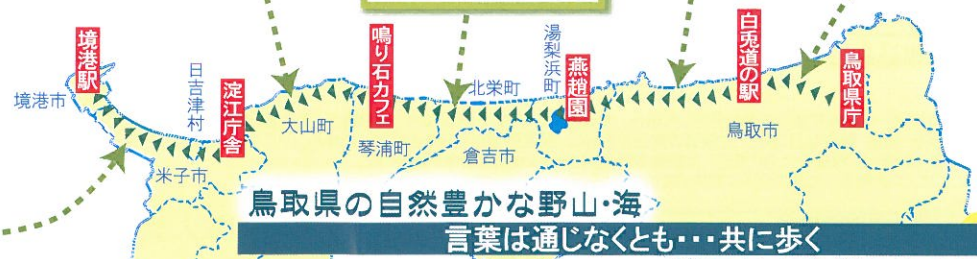 境港駅
境港市
日吉津村
淀江庁舎
米子市
大山町
鳴り石カフェ
琴浦町
北栄町
倉吉市
湯梨浜町
燕趙園
白兎道の駅
鳥取県庁
鳥取市
鳥取県の自然豊かな野山・海
言葉は通じなくとも・・・共に歩く